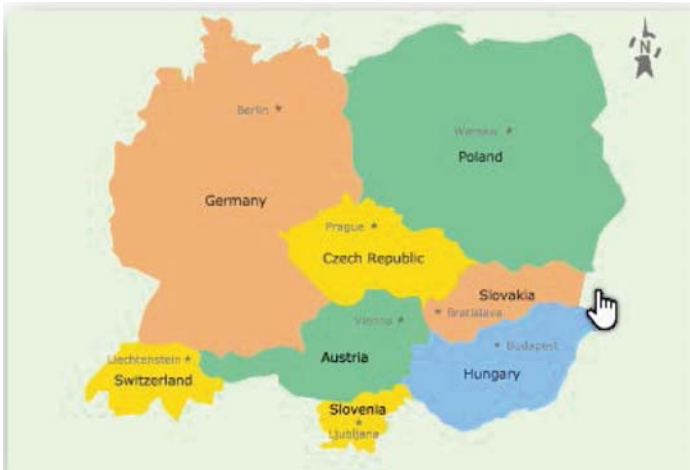 N
Berlin
Warsaw
Poland
Germany
Prague
Czech Republic
Slovakia
Vienna
Bratislava
Liechtenstein
Austria
Budapest
Switzerland
Hungary
Slovenia
Ljubljana